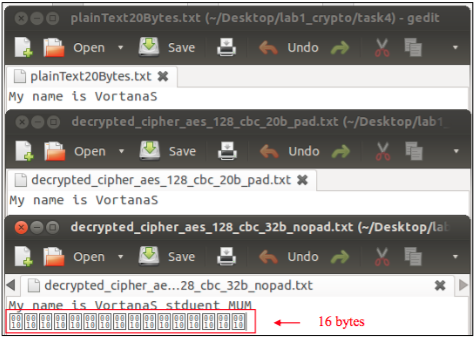 plainText20Bytes.txt (~/Desktop/lab1_crypto/task4) - gedit
Open Save Undo
plainText20Bytes.txt
My name is VortanaS
decrypted_cipher_aes_128_cbc_20b_pad.txt (~/Desktop/lab1_
Open Save Undo
decrypted_cipher_aes_128_cbc_20b_pad.txt
My name is VortanaS
decrypted_cipher_aes_128_cbc_32b_nopad.txt (~/Desktop/lab
Open Save Undo
decrypted_cipher_ae...28_cbc_32b_nopad.txt
My name is VortanaS stduent MUM
16 bytes